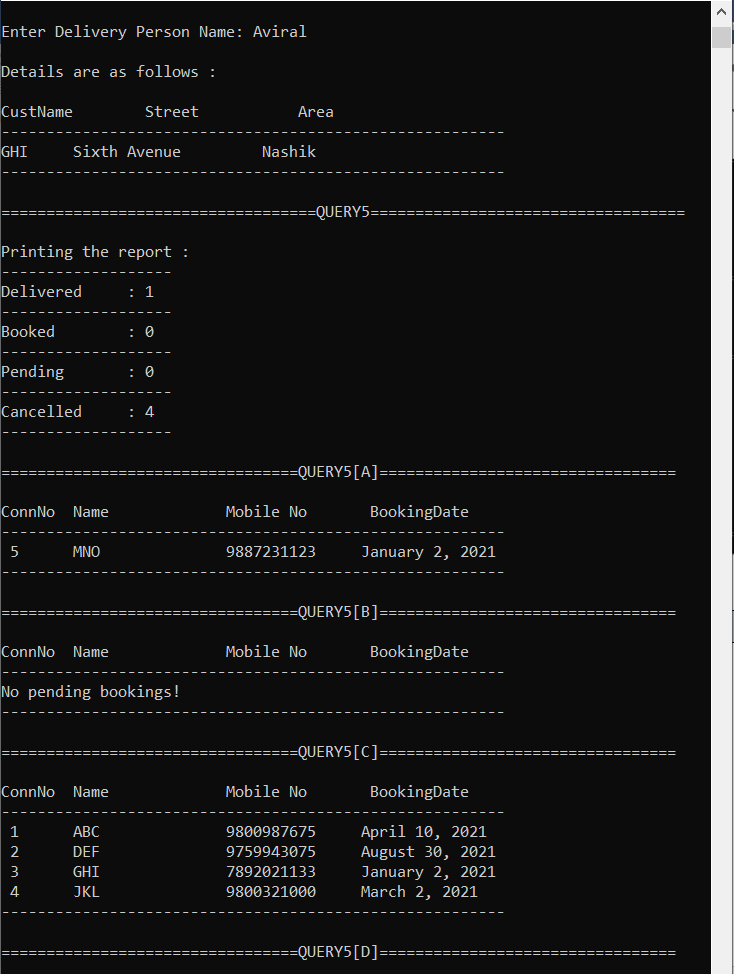 Enter Delivery Person Name: Aviral
Details are as follows :
CustName        Street           Area
--------------------------------------------------------
GHI     Sixth Avenue         Nashik
--------------------------------------------------------
===================================QUERY5===================================
Printing the report :
-------------------
Delivered     : 1
-------------------
Booked        : 0
-------------------
Pending       : 0
-------------------
Cancelled     : 4
-------------------
=================================QUERY5[A]=================================
ConnNo  Name             Mobile No       BookingDate
--------------------------------------------------------
 5      MNO              9887231123     January 2, 2021
--------------------------------------------------------
=================================QUERY5[B]=================================
ConnNo  Name             Mobile No       BookingDate
--------------------------------------------------------
No pending bookings!
--------------------------------------------------------
=================================QUERY5[C]=================================
ConnNo  Name             Mobile No       BookingDate
--------------------------------------------------------
 1      ABC              9800987675     April 10, 2021
 2      DEF              9759943075     August 30, 2021
 3      GHI              7892021133     January 2, 2021
 4      JKL              9800321000     March 2, 2021
--------------------------------------------------------
=================================QUERY5[D]=================================